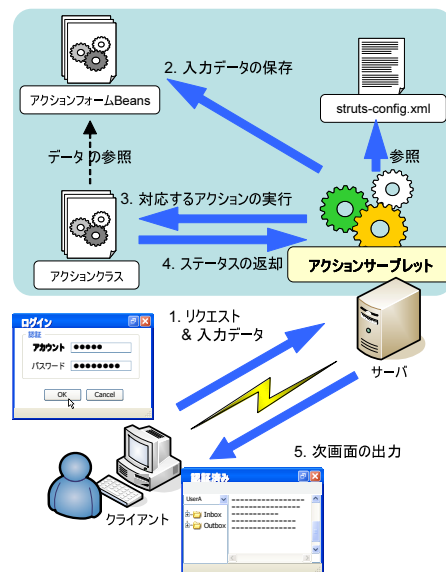 2. 入力データの保存
アクションフォームBeans
struts-config.xml
データの参照
参照
3. 対応するアクションの実行
4. ステータスの返却
アクションクラス
アクションサーブレット
1. リクエスト
& 入力データ
サーバ
ログイン
認証
アカウント ●●●●●
パスワード ●●●●●●●●●
OK Cancel
5. 次画面の出力
認証済み
UserA
Inbox
Outbox
クライアント